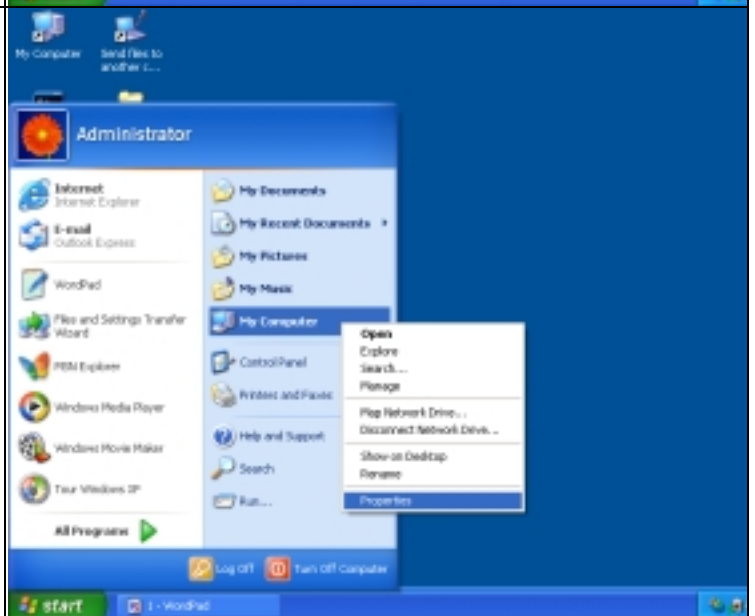 My Computer
Send files to
another c...
Administrator
Internet
Internet Explorer
E-mail
Outlook Express
WordPad
Files and Settings Transfer
Wizard
MSN Explorer
Windows Media Player
Windows Movie Maker
Tour Windows XP
All Programs
My Documents
My Recent Documents
My Pictures
My Music
My Computer
Control Panel
Printers and Faxes
Help and Support
Search
Run...
Open
Explore
Search...
Manage
Map Network Drive...
Disconnect Network Drive...
Show on Desktop
Rename
Properties
Log Off
Turn Off Computer
start
1 - WordPad